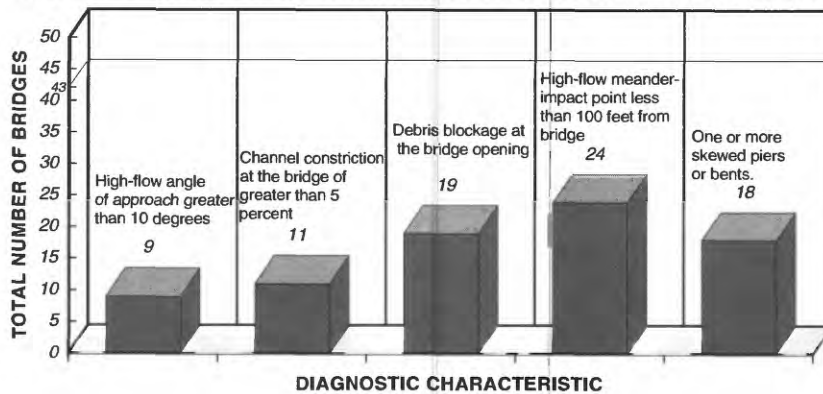 TOTAL NUMBER OF BRIDGES
50
45
43
40
35
30
25
20
15
10
5
0
High-flow angle
of approach greater
than 10 degrees
9
Channel constriction
at the bridge of
greater than 5
percent
11
Debris blockage at
the bridge opening
19
High-flow meander-
impact point less
than 100 feet from
bridge
24
One or more
skewed piers
or bents.
18
DIAGNOSTIC CHARACTERISTIC